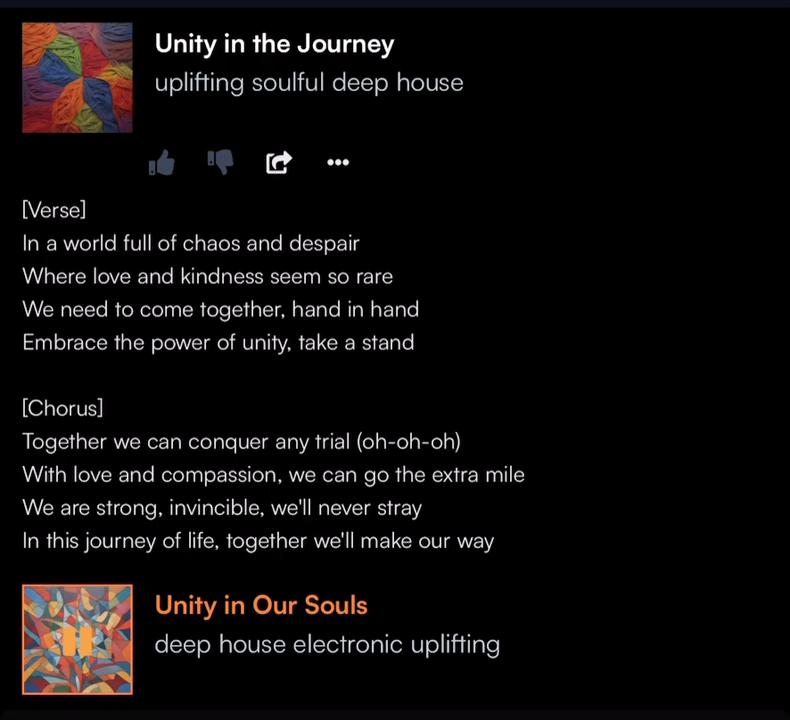 Unity in the Journey
uplifting soulful deep house
[Verse]
In a world full of chaos and despair
Where love and kindness seem so rare
We need to come together, hand in hand
Embrace the power of unity, take a stand
[Chorus]
Together we can conquer any trial (oh-oh-oh)
With love and compassion, we can go the extra mile
We are strong, invincible, we'll never stray
In this journey of life, together we'll make our way
Unity in Our Souls
deep house electronic uplifting